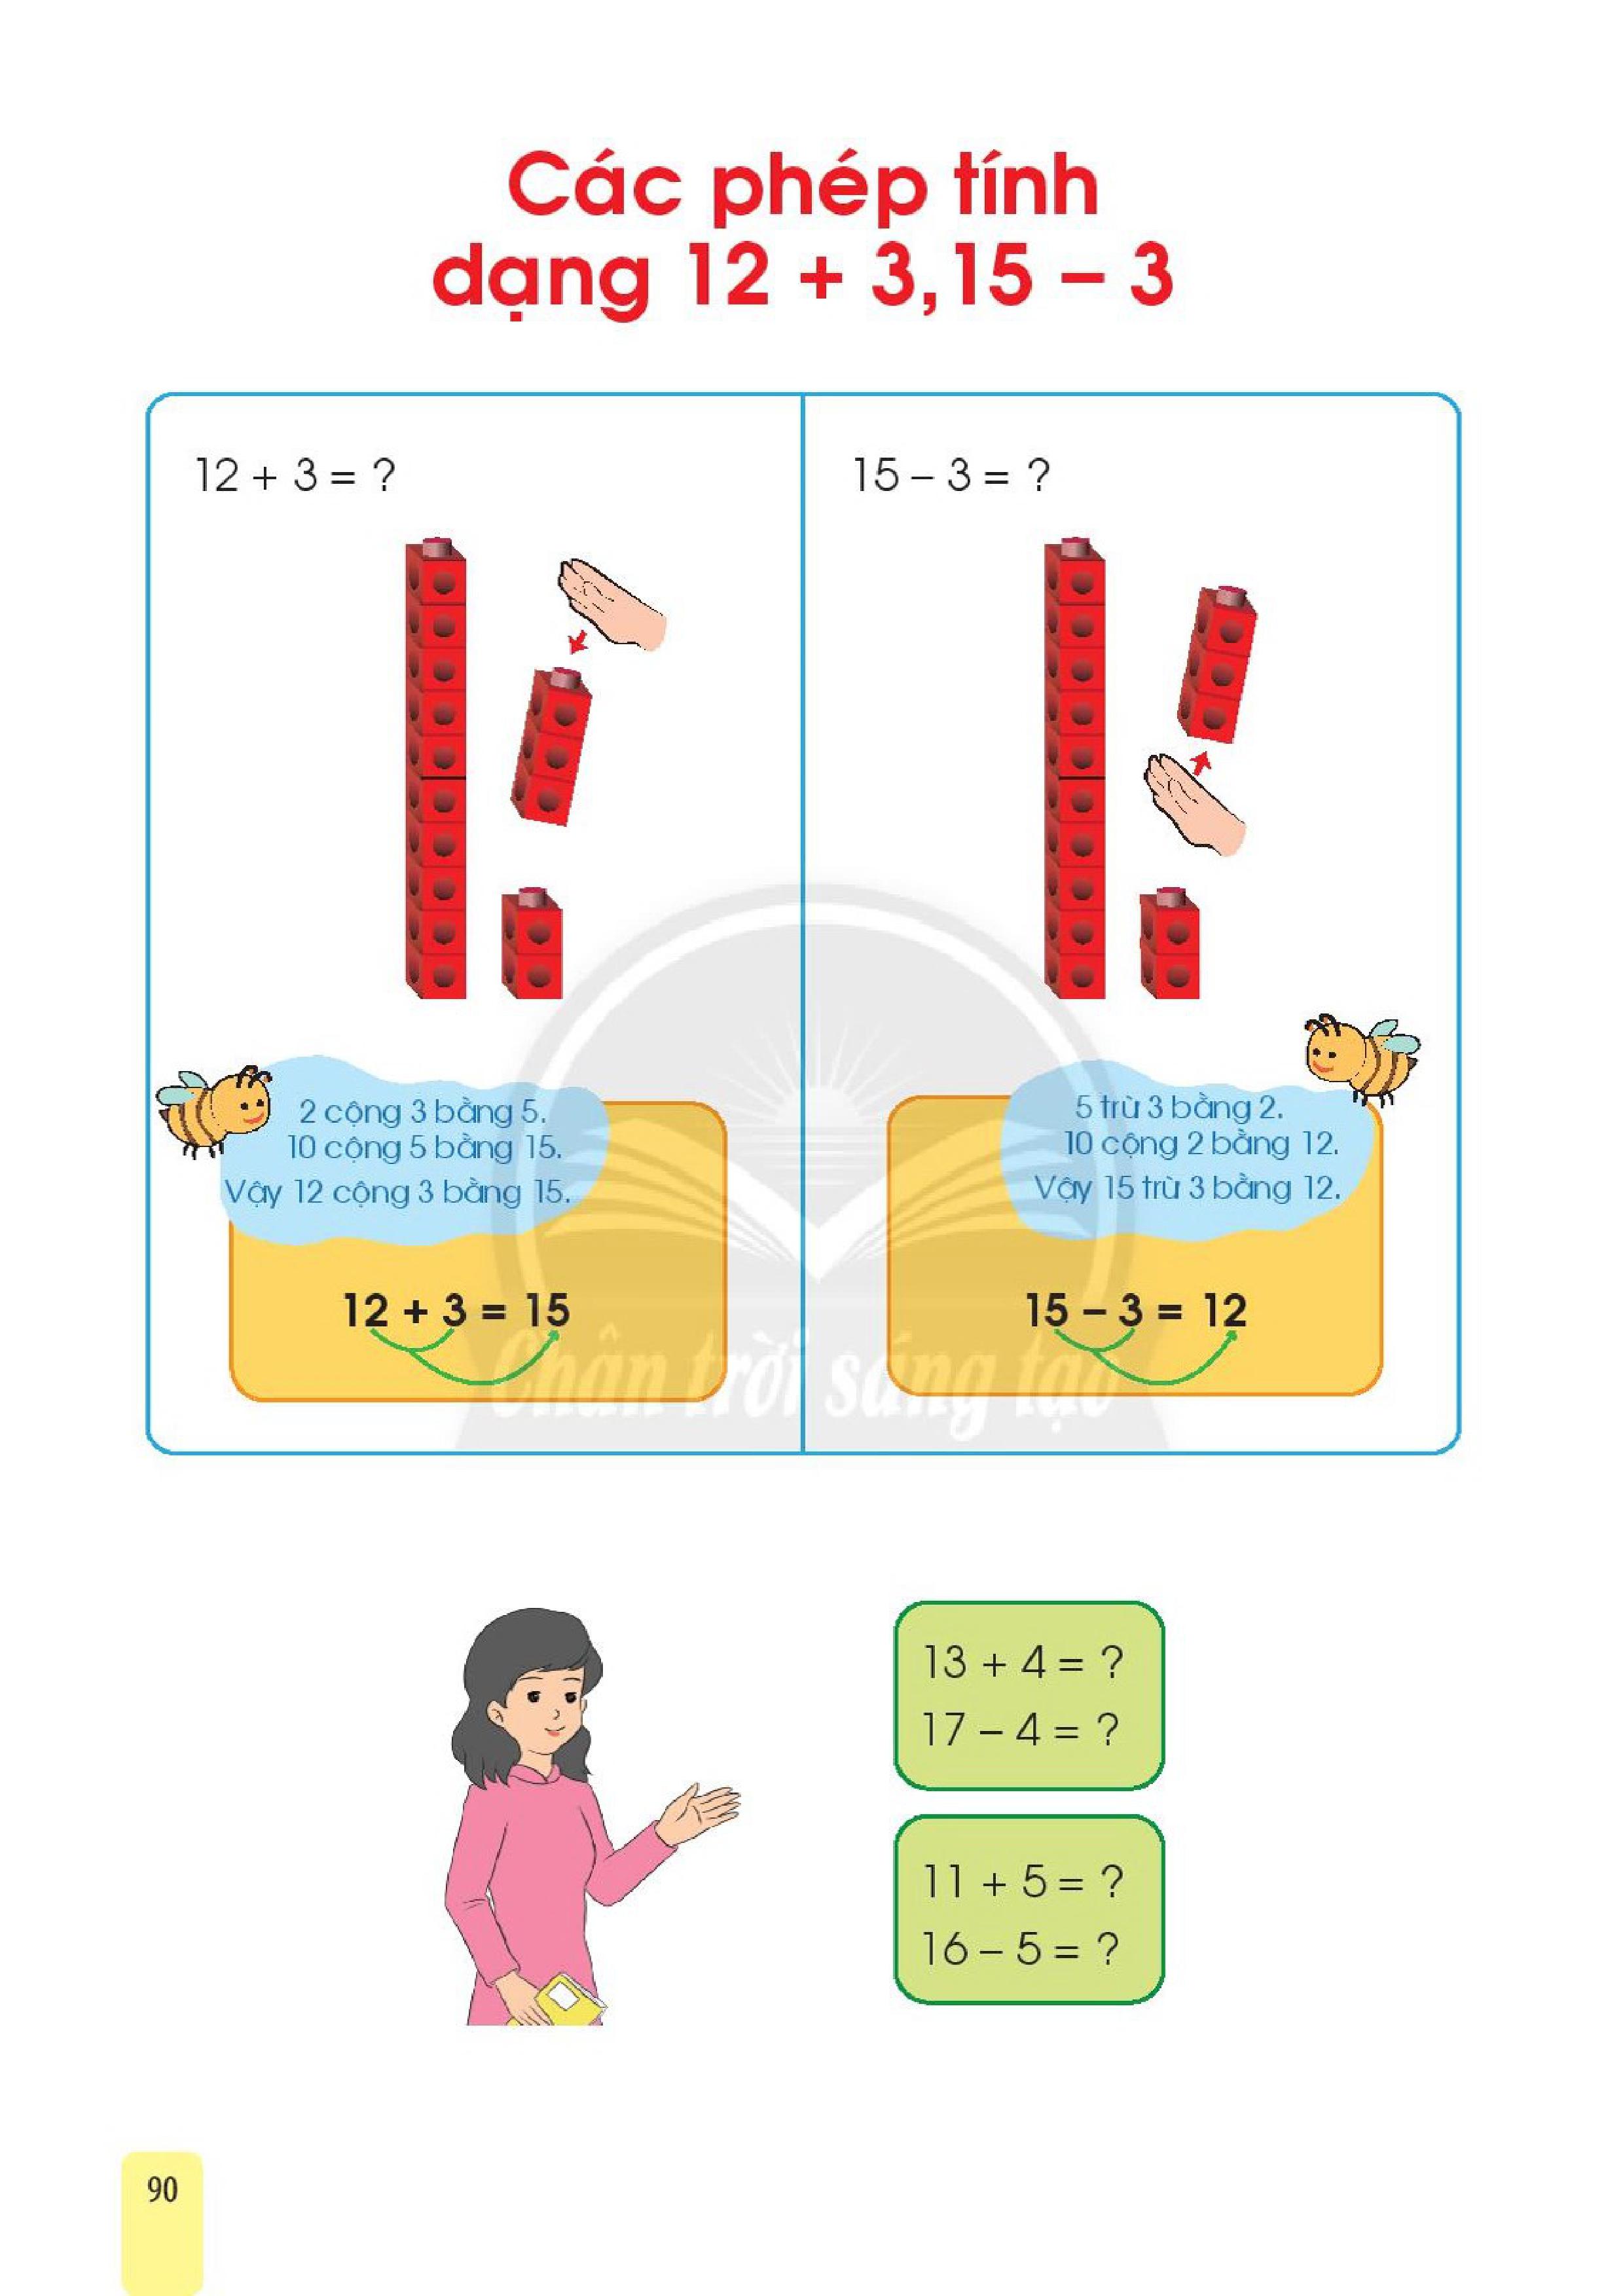 Các phép tính
dạng 12 + 3, 15 – 3
12 + 3 = ?
2 cộng 3 bằng 5.
10 cộng 5 bằng 15.
Vậy 12 cộng 3 bằng 15.
12 + 3 = 15
15 – 3 = ?
5 trừ 3 bằng 2.
10 cộng 2 bằng 12.
Vậy 15 trừ 3 bằng 12.
15 – 3 = 12
Chân trời sáng tạo
13 + 4 = ?
17 – 4 = ?
11 + 5 = ?
16 – 5 = ?
90